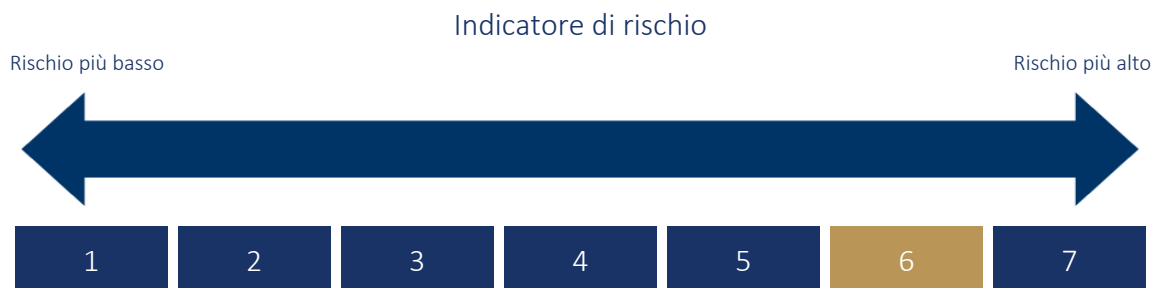 Indicatore di rischio
Rischio più basso Rischio più alto
1 2 3 4 5 6 7